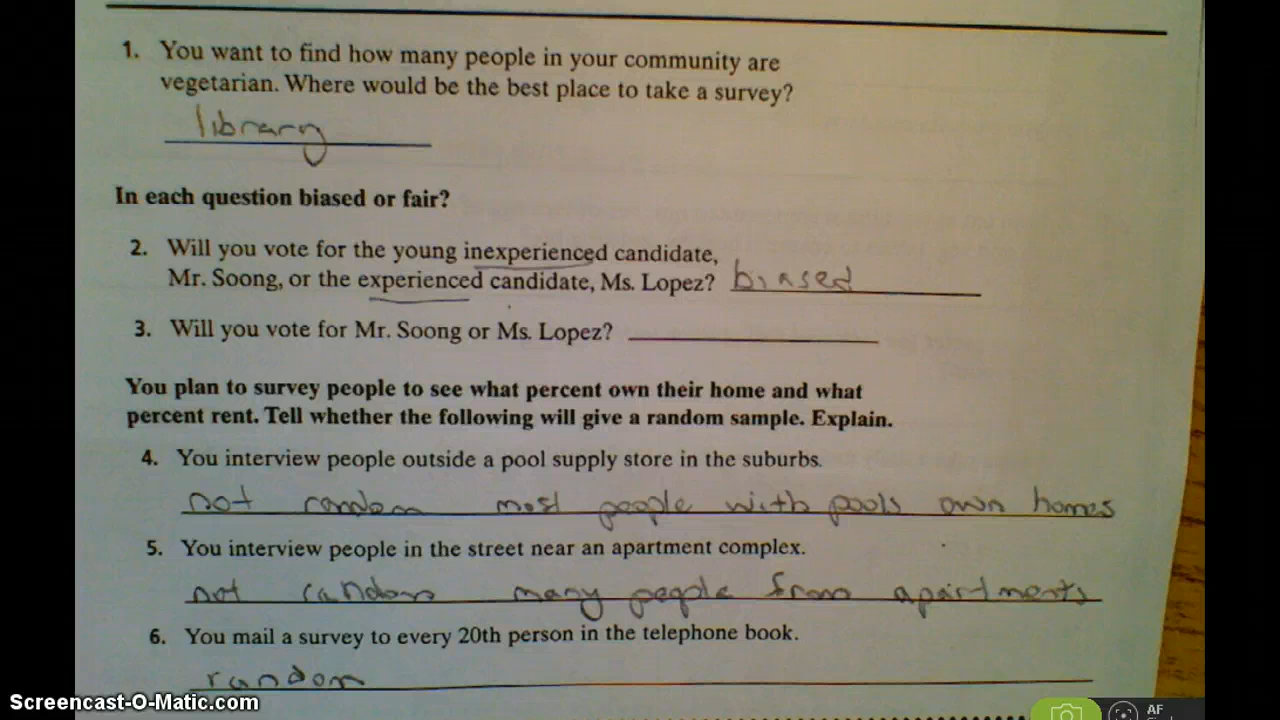 1. You want to find how many people in your community are
vegetarian. Where would be the best place to take a survey?
library
In each question biased or fair?
2. Will you vote for the young inexperienced candidate,
Mr. Soong, or the experienced candidate, Ms. Lopez? biased
3. Will you vote for Mr. Soong or Ms. Lopez?
You plan to survey people to see what percent own their home and what
percent rent. Tell whether the following will give a random sample. Explain.
4. You interview people outside a pool supply store in the suburbs.
not random most people with pools own homes
5. You interview people in the street near an apartment complex.
not random many people from apartments
6. You mail a survey to every 20th person in the telephone book.
random
Screencast-O-Matic.com
AF